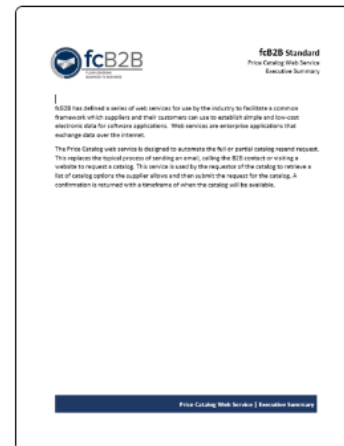 fcB2B
FLOOR COVERING
BUSINESS TO BUSINESS
fcB2B Standard
Price Catalog Web Service
Executive Summary
fcB2B has defined a series of web services for use by the industry to facilitate a common
framework which suppliers and their customers can use to establish simple and low-cost
electronic data for software applications. Web services are enterprise applications that
exchange data over the internet.
The Price Catalog web service is designed to automate the full or partial catalog resend request.
This replaces the typical process of sending an email, calling the B2B contact or visiting a
website to request a catalog. This service is used by the requestor of the catalog to retrieve a
list of catalog options the supplier allows and then submit the request for the catalog. A
confirmation is returned with a timeframe of when the catalog will be available.
Price Catalog Web Service | Executive Summary